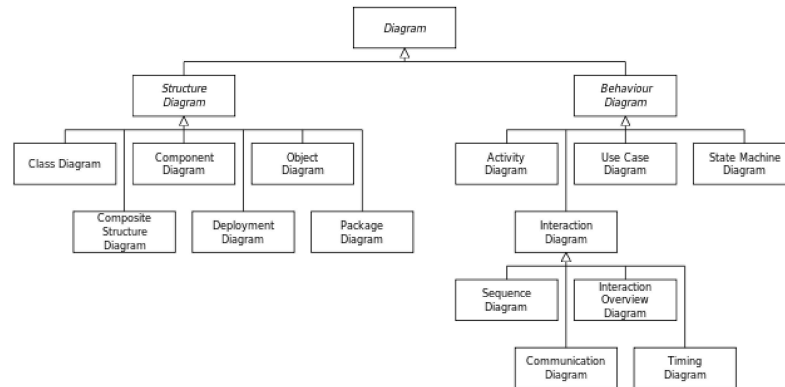 Diagram
Structure
Diagram
Behaviour
Diagram
Class Diagram
Component
Diagram
Object
Diagram
Activity
Diagram
Use Case
Diagram
State Machine
Diagram
Composite
Structure
Diagram
Deployment
Diagram
Package
Diagram
Interaction
Diagram
Sequence
Diagram
Interaction
Overview
Diagram
Communication
Diagram
Timing
Diagram